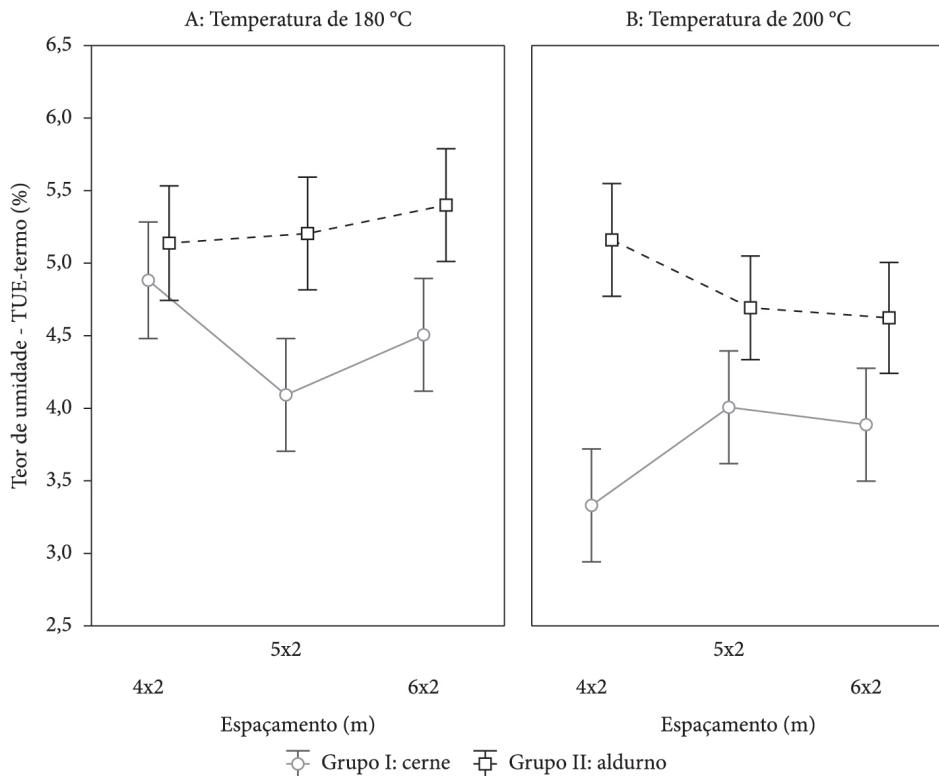 A: Temperatura de 180 °C
B: Temperatura de 200 °C
Teor de umidade - TUE-termo (%)
6,5
6,0
5,5
5,0
4,5
4,0
3,5
3,0
2,5
5x2
5x2
4x2
6x2
4x2
6x2
Espaçamento (m)
Espaçamento (m)
Grupo I: cerne
Grupo II: aldurno